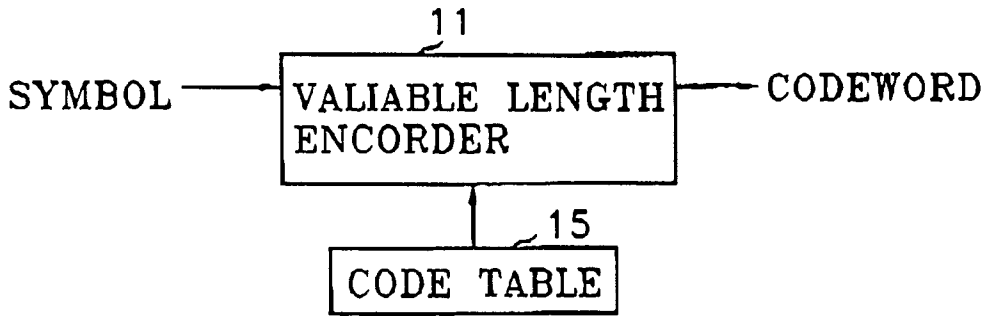 11
SYMBOL
VALIABLE LENGTH
ENCORDER
CODEWORD
15
CODE TABLE